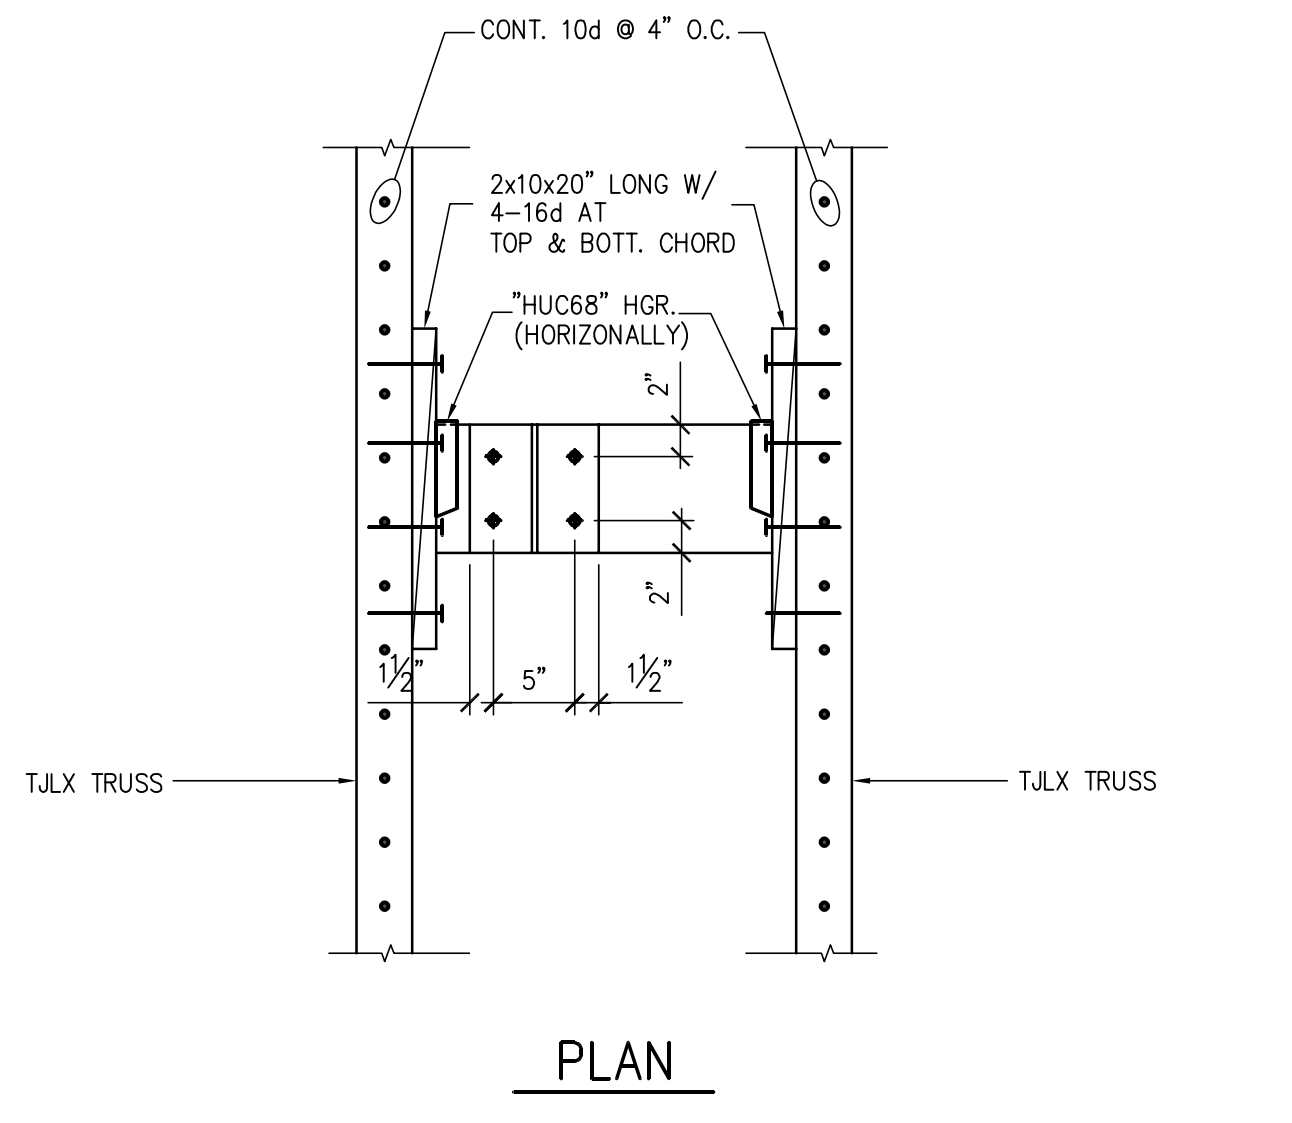 CONT. 10d @ 4” O.C.
2x10x20” LONG W/
4–16d AT
TOP & BOTT. CHORD
”HUC68” HGR.
(HORIZONALLY)
2”
2”
1½”
5”
1½”
TJLX TRUSS
TJLX TRUSS
PLAN